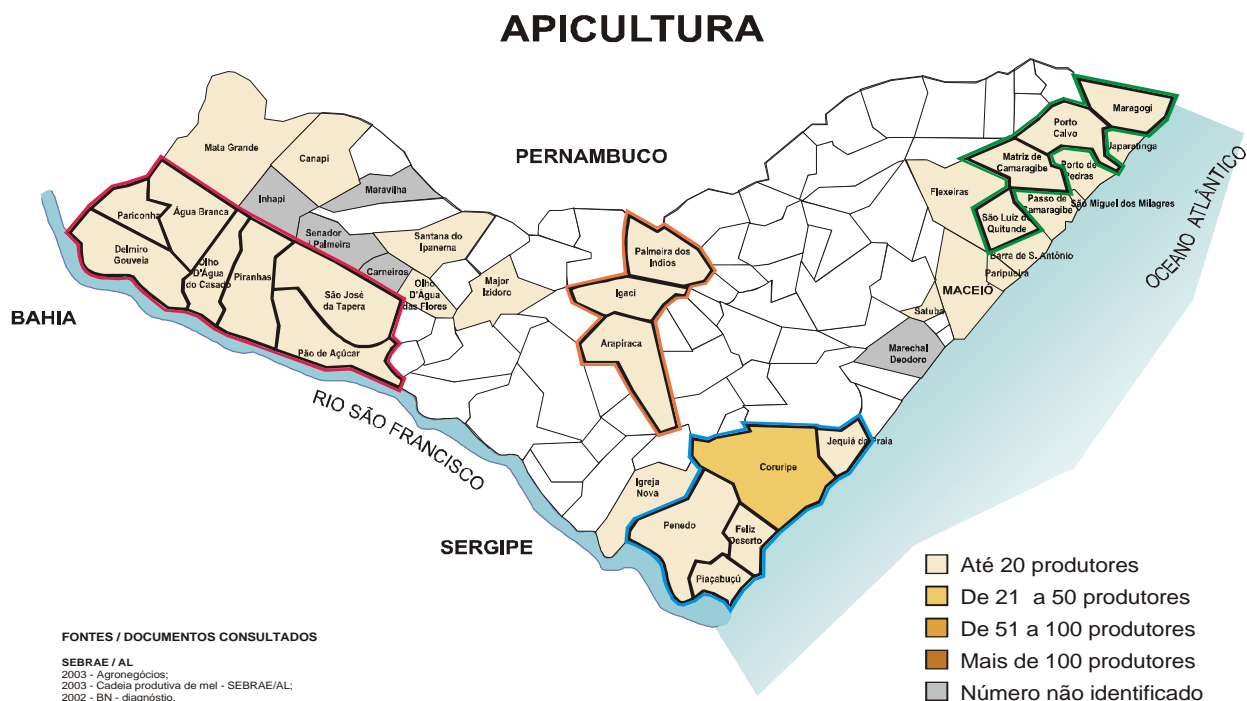 APICULTURA
Mata Grande
Canapi
Inhapi
Maravilha
Pariconha
Água Branca
Delmiro
Gouveia
Olho
D'Água
do Casado
Piranhas
São José
da Tapera
Pão de Açúcar
Senador
Palmeira
Carneiros
Santana do
Ipanema
Olho
D'Água
das Flores
Major
Izidoro
PERNAMBUCO
BAHIA
RIO SÃO FRANCISCO
SERGIPE
Palmeira dos
Índios
Igaci
Arapiraca
Maragogi
Porto
Calvo
Japaratinga
Matriz de
Camaragibe
Porto de
Pedras
Flexeiras
Passo de
Camaragibe
São Miguel dos Milagres
São Luiz do
Quitunde
Barra de S. Antônio
Paripueira
MACEIÓ
Satuba
Marechal
Deodoro
OCEANO ATLÂNTICO
Jequiá da Praia
Coruripe
Igreja
Nova
Penedo
Feliz
Deserto
Piaçabuçú
Até 20 produtores
De 21 a 50 produtores
De 51 a 100 produtores
Mais de 100 produtores
Número não identificado
FONTES / DOCUMENTOS CONSULTADOS
SEBRAE / AL
2003 - Agronegócios;
2003 - Cadeia produtiva de mel - SEBRAE/AL;
2002 - BN - diagnóstio.